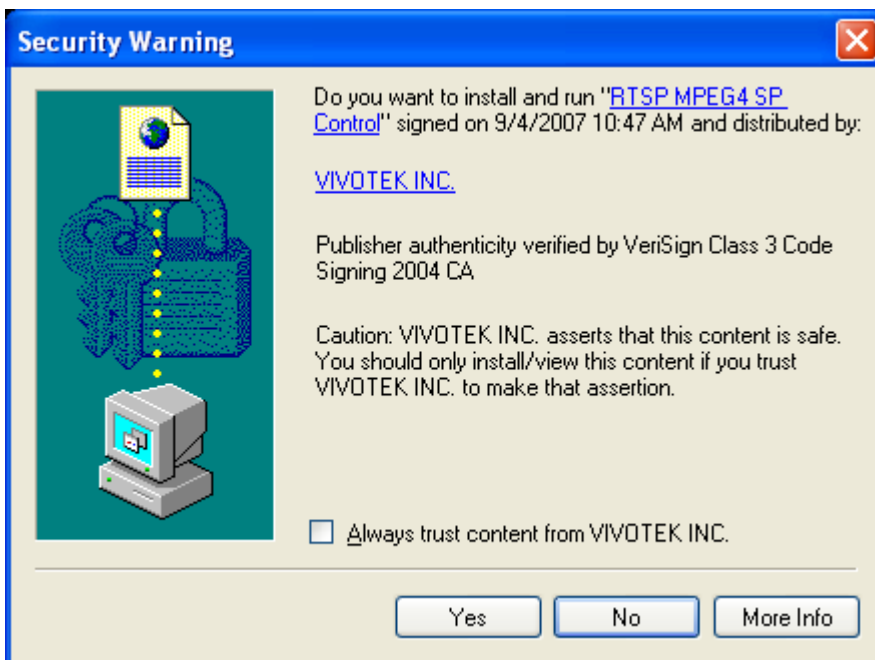 Security Warning
Do you want to install and run "RTSP MPEG4 SP
Control" signed on 9/4/2007 10:47 AM and distributed by:
VIVOTEK INC.
Publisher authenticity verified by VeriSign Class 3 Code
Signing 2004 CA
Caution: VIVOTEK INC. asserts that this content is safe.
You should only install/view this content if you trust
VIVOTEK INC. to make that assertion.
Always trust content from VIVOTEK INC.
Yes No More Info